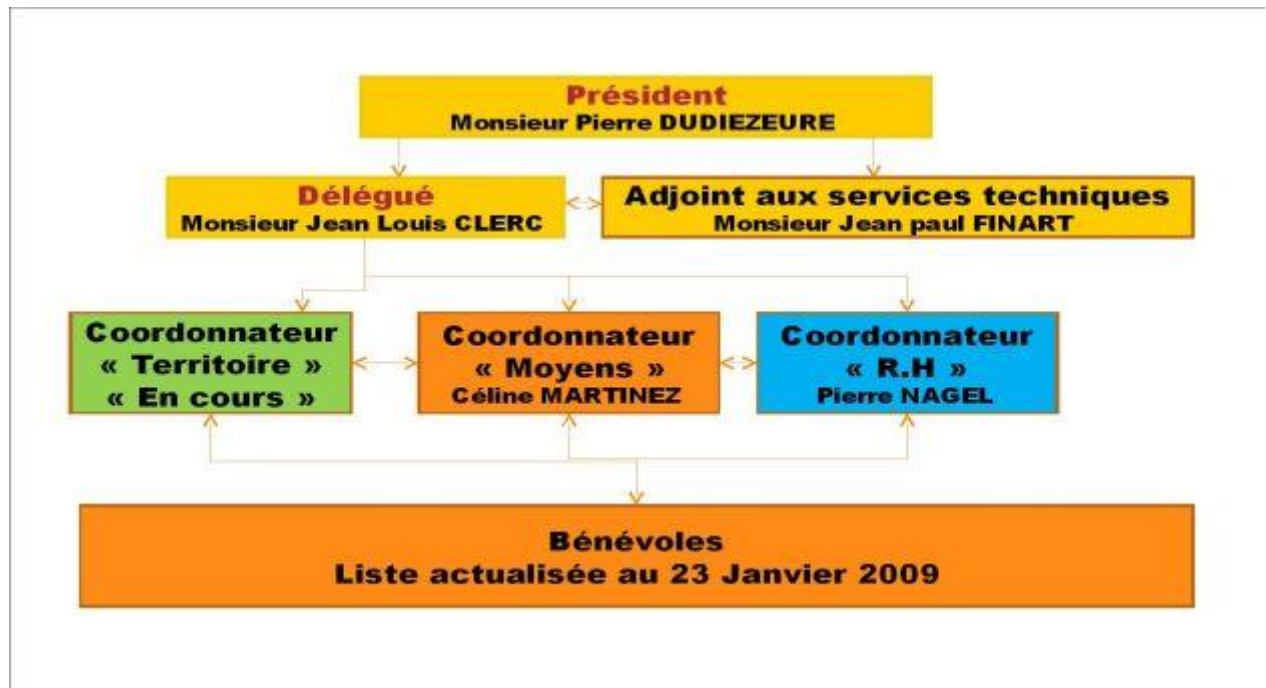 Président
Monsieur Pierre DUDIEZEURE
Délégué
Monsieur Jean Louis CLERC
Adjoint aux services techniques
Monsieur Jean paul FINART
Coordonnateur
« Territoire »
« En cours »
Coordonnateur
« Moyens »
Céline MARTINEZ
Coordonnateur
« R.H »
Pierre NAGEL
Bénévoles
Liste actualisée au 23 Janvier 2009